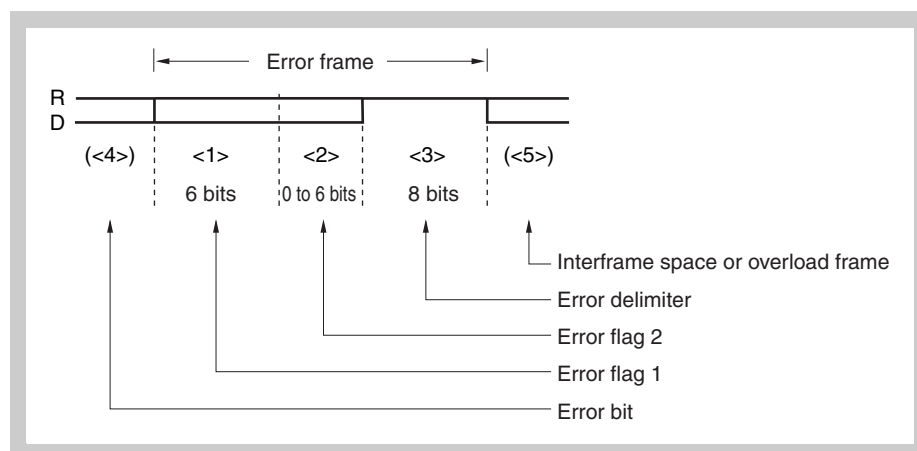 Error frame
R
D
(<4>) <1> <2> <3> (<5>)
6 bits 0 to 6 bits 8 bits
Interframe space or overload frame
Error delimiter
Error flag 2
Error flag 1
Error bit